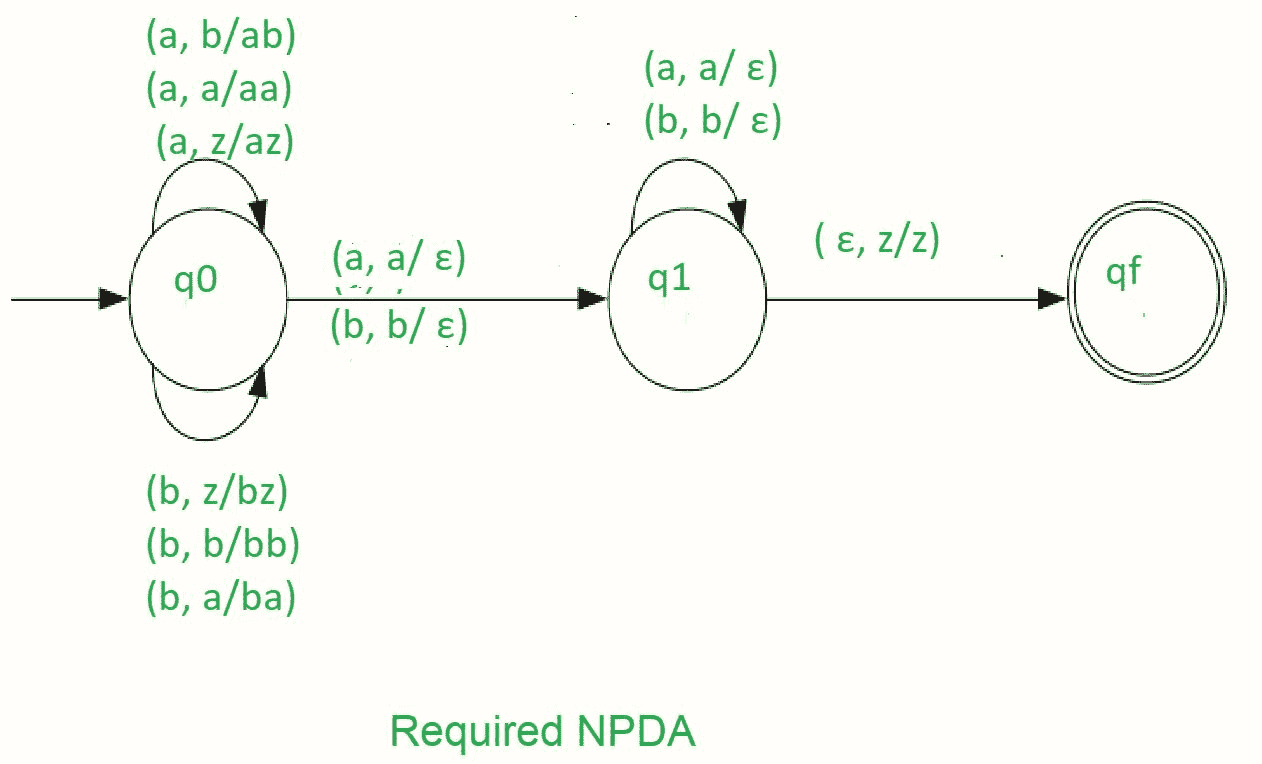 (a, b/ab)
(a, a/aa)
(a, z/az)
(a, a/ ε)
(b, b/ ε)
q0
(a, a/ ε)
(b, b/ ε)
q1
( ε, z/z)
qf
(b, z/bz)
(b, b/bb)
(b, a/ba)
Required NPDA